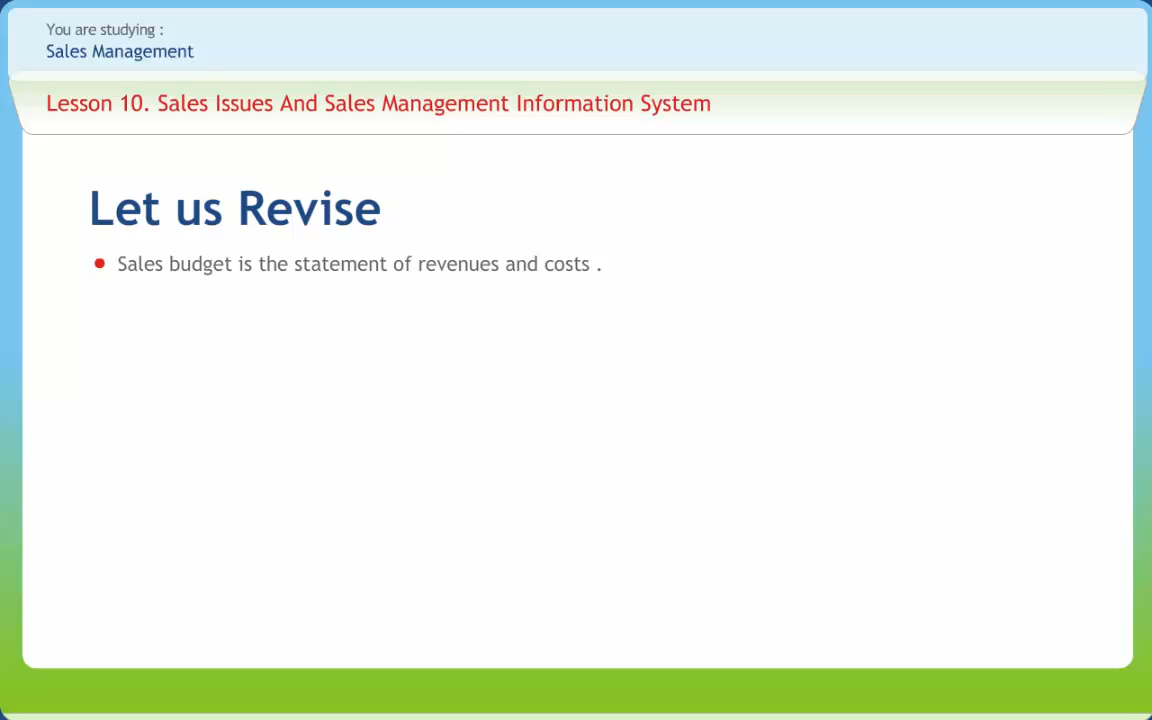 You are studying :
Sales Management
Lesson 10. Sales Issues And Sales Management Information System
Let us Revise
Sales budget is the statement of revenues and costs .